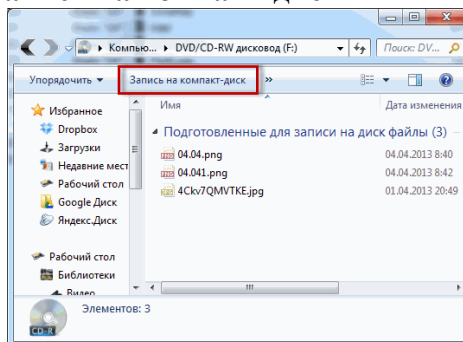 Компью... ▸ DVD/CD-RW дисковод (F:)
Поиск: DV...
Упорядочить ▾ Запись на компакт-диск »
Имя
Дата изменения
Избранное
Dropbox
Загрузки
Недавние мест
Рабочий стол
Google Диск
Яндекс.Диск
Рабочий стол
Библиотеки
Видео
Подготовленные для записи на диск файлы (3)
04.04.png 04.04.2013 8:40
04.041.png 04.04.2013 8:42
4Ckv7QMVTKE.jpg 01.04.2013 20:49
Элементов: 3
CD-R